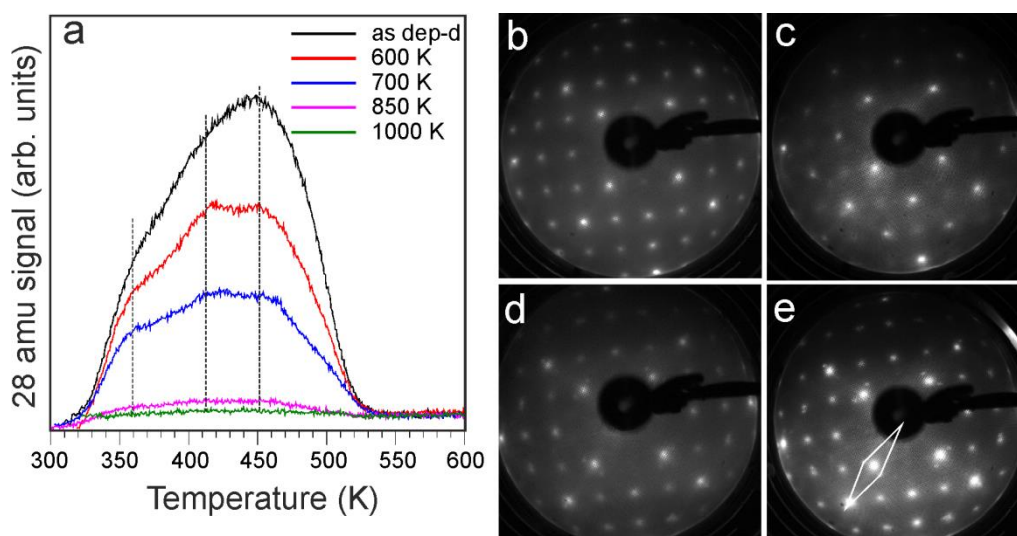 a
as dep-d
600 K
700 K
850 K
1000 K
28 amu signal (arb. units)
300 350 400 450 500 550 600
Temperature (K)
b
c
d
e